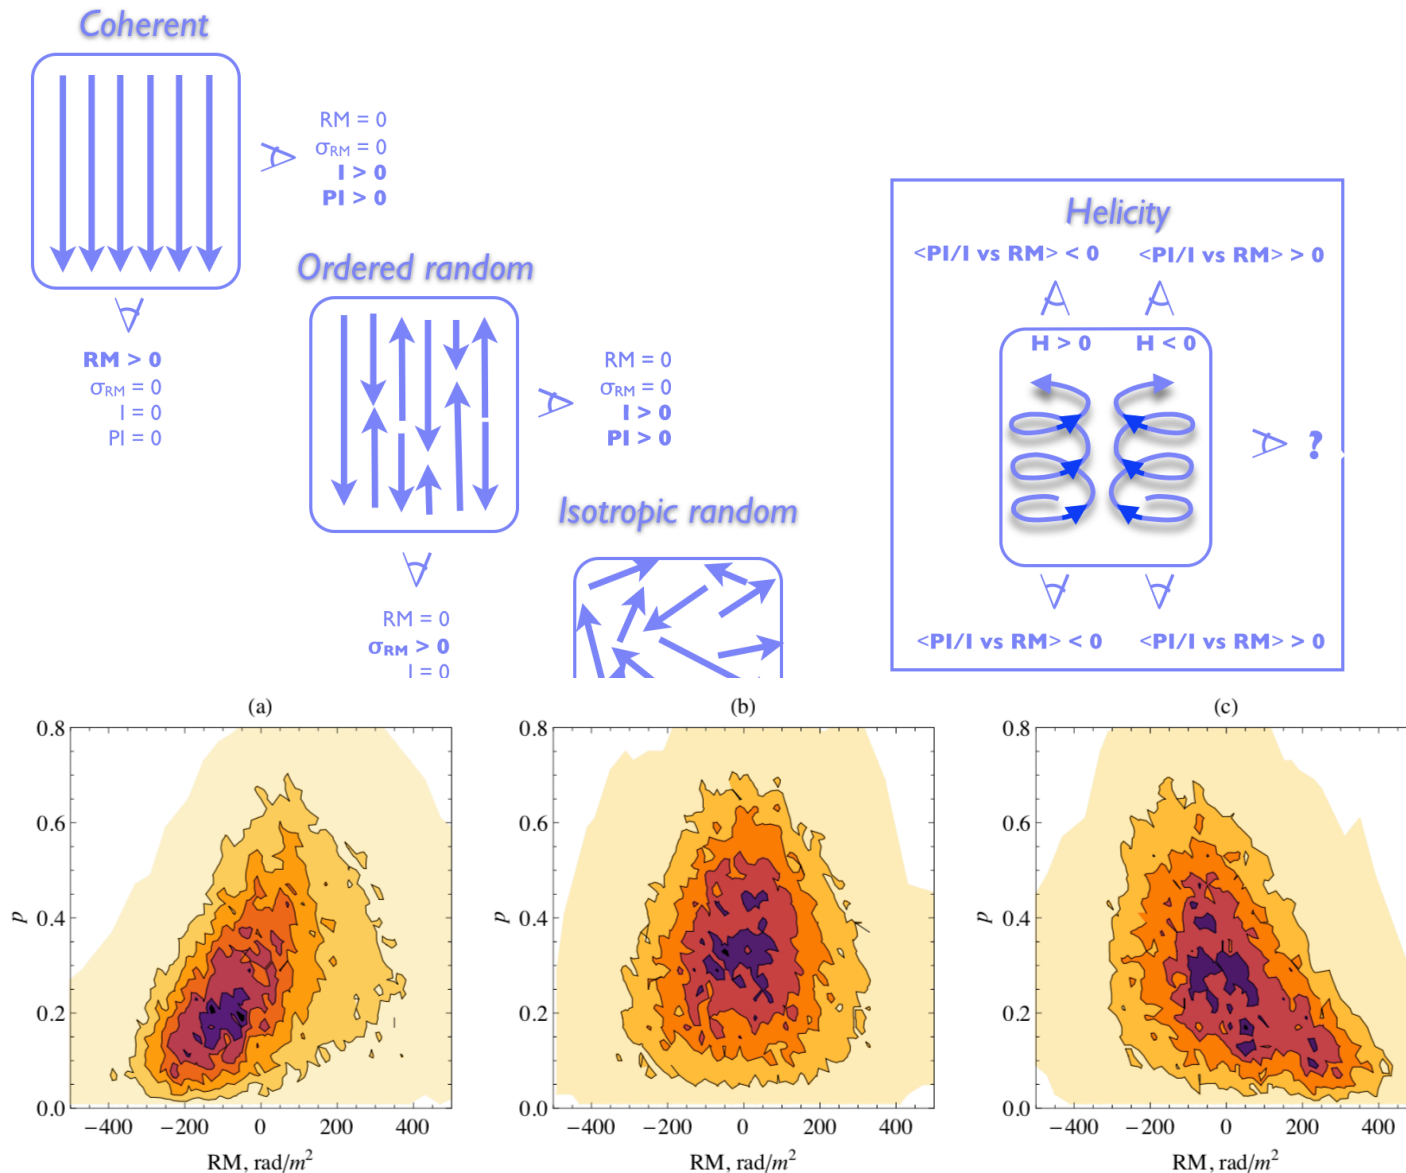 Coherent
RM = 0
σRM = 0
I > 0
PI > 0
RM > 0
σRM = 0
I = 0
PI = 0
Ordered random
RM = 0
σRM = 0
I > 0
PI > 0
RM = 0
σRM > 0
I = 0
Isotropic random
Helicity
<PI/I vs RM> < 0 <PI/I vs RM> > 0
H > 0 H < 0
?
<PI/I vs RM> < 0 <PI/I vs RM> > 0
(a)
0.8
0.6
0.4
0.2
0.0
p
−400 −200 0 200 400
RM, rad/m²
(b)
0.8
0.6
0.4
0.2
0.0
p
−400 −200 0 200 400
RM, rad/m²
(c)
0.8
0.6
0.4
0.2
0.0
p
−400 −200 0 200 400
RM, rad/m²